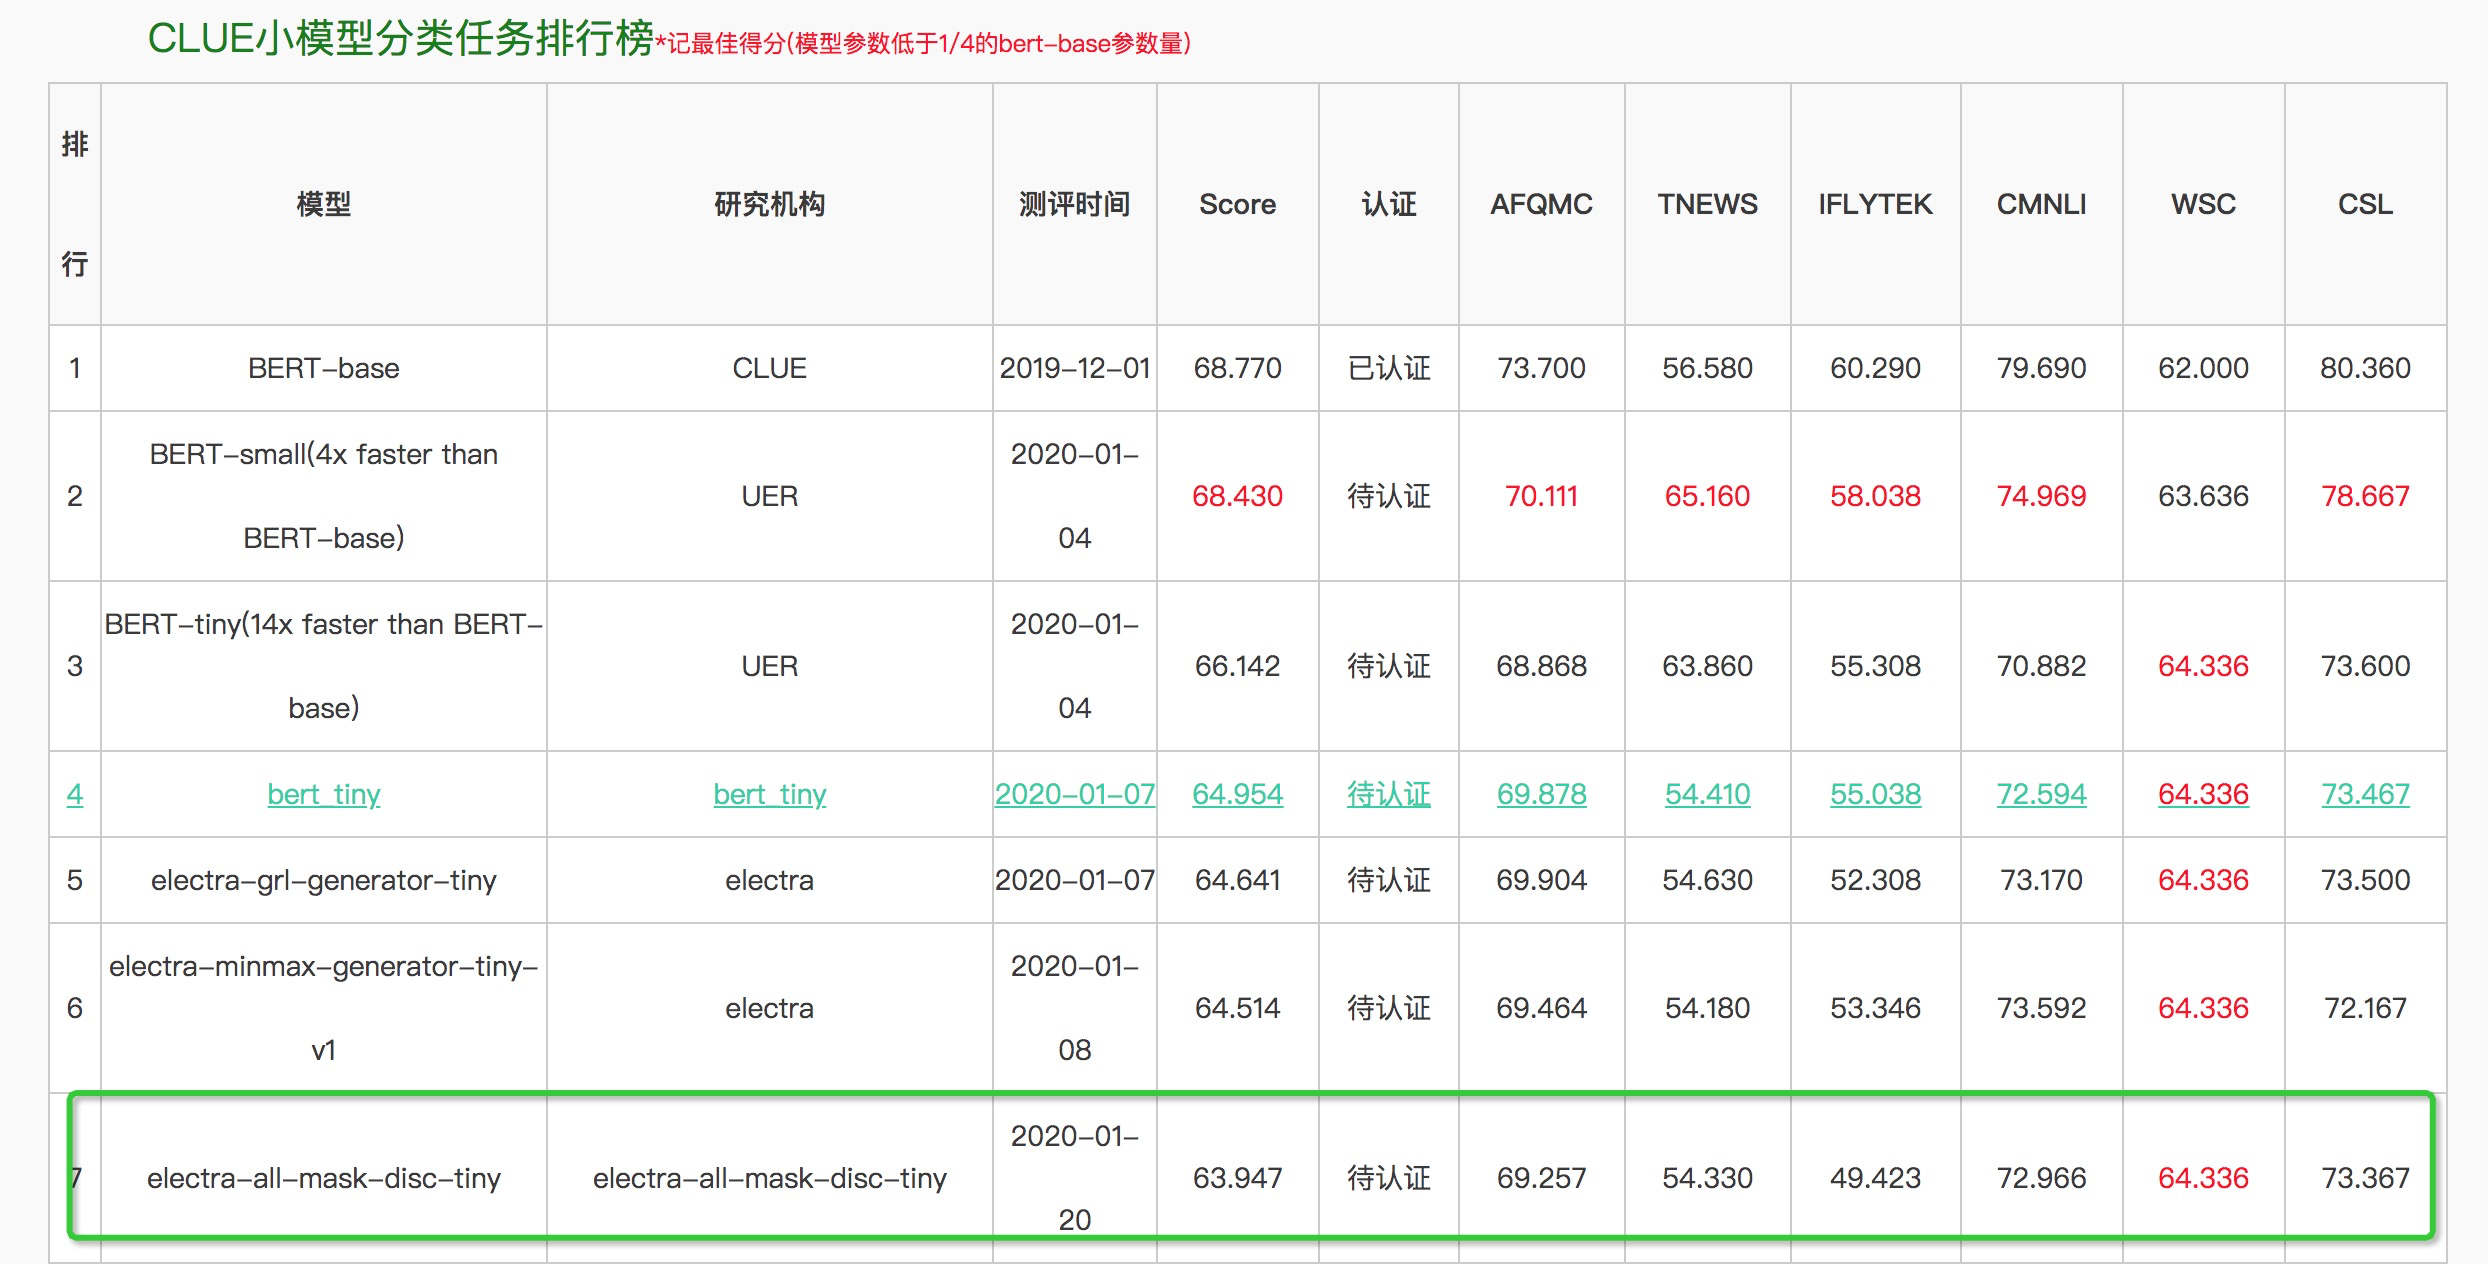 CLUE小模型分类任务排行榜*记最佳得分(模型参数低于1/4的bert-base参数量)
排行 模型 研究机构 测评时间 Score 认证 AFQMC TNEWS IFLYTEK CMNLI WSC CSL
1 BERT-base CLUE 2019-12-01 68.770 已认证 73.700 56.580 60.290 79.690 62.000 80.360
2 BERT-small(4x faster than BERT-base) UER 2020-01-04 68.430 待认证 70.111 65.160 58.038 74.969 63.636 78.667
3 BERT-tiny(14x faster than BERT-base) UER 2020-01-04 66.142 待认证 68.868 63.860 55.308 70.882 64.336 73.600
4 bert_tiny bert_tiny 2020-01-07 64.954 待认证 69.878 54.410 55.038 72.594 64.336 73.467
5 electra-grl-generator-tiny electra 2020-01-07 64.641 待认证 69.904 54.630 52.308 73.170 64.336 73.500
6 electra-minmax-generator-tiny-v1 electra 2020-01-08 64.514 待认证 69.464 54.180 53.346 73.592 64.336 72.167
7 electra-all-mask-disc-tiny electra-all-mask-disc-tiny 2020-01-20 63.947 待认证 69.257 54.330 49.423 72.966 64.336 73.367